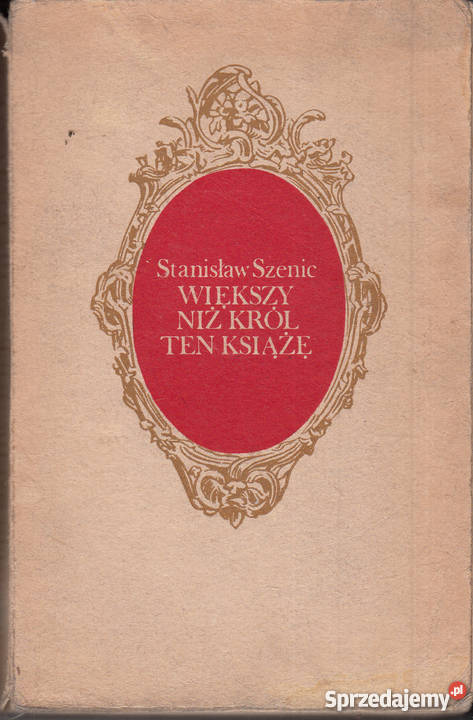 Stanisław Szenic
WIĘKSZY
NIŻ KRÓL
TEN KSIĄŻĘ
Sprzedajemy.pl